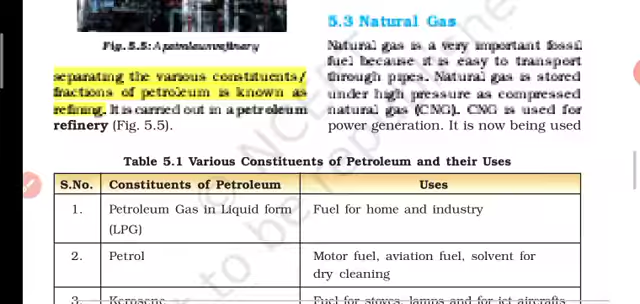 Fig. 5.5: A petroleum refinery
separating the various constituents/
fractions of petroleum is known as
refining. It is carried out in a petroleum
refinery (Fig. 5.5).
5.3 Natural Gas
Natural gas is a very important fossil
fuel because it is easy to transport
through pipes. Natural gas is stored
under high pressure as compressed
natural gas (CNG). CNG is used for
power generation. It is now being used
Table 5.1 Various Constituents of Petroleum and their Uses
S.No. Constituents of Petroleum Uses
1. Petroleum Gas in Liquid form Fuel for home and industry
(LPG)
2. Petrol Motor fuel, aviation fuel, solvent for
dry cleaning
3. Kerosene Fuel for stoves, lamps and for jet aircrafts